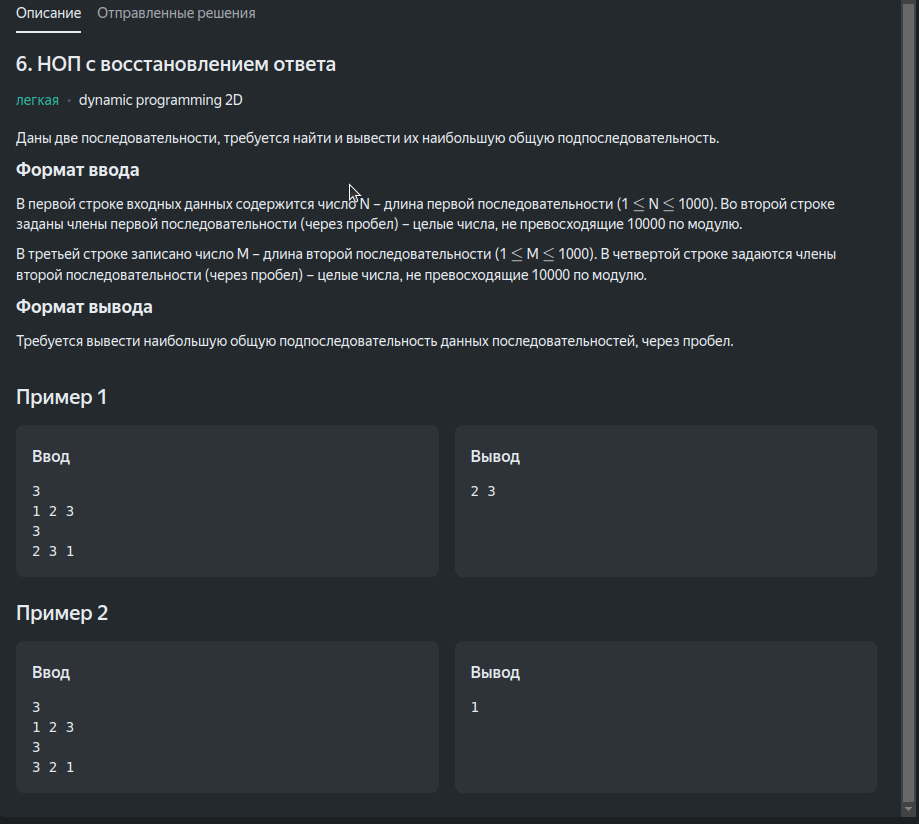 Описание Отправленные решения
6. НОП с восстановлением ответа
легкая · dynamic programming 2D
Даны две последовательности, требуется найти и вывести их наибольшую общую подпоследовательность.
Формат ввода
В первой строке входных данных содержится число N – длина первой последовательности (1 ≤ N ≤ 1000). Во второй строке
заданы члены первой последовательности (через пробел) – целые числа, не превосходящие 10000 по модулю.
В третьей строке записано число M – длина второй последовательности (1 ≤ M ≤ 1000). В четвертой строке задаются члены
второй последовательности (через пробел) – целые числа, не превосходящие 10000 по модулю.
Формат вывода
Требуется вывести наибольшую общую подпоследовательность данных последовательностей, через пробел.
Пример 1
Ввод
3
1 2 3
3
2 3 1
Вывод
2 3
Пример 2
Ввод
3
1 2 3
3
3 2 1
Вывод
1